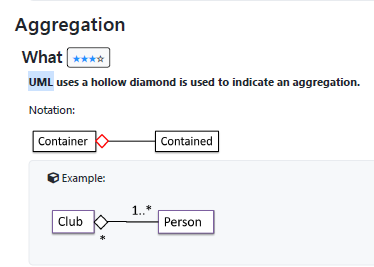 Aggregation
What ★★★☆
UML uses a hollow diamond is used to indicate an aggregation.
Notation:
Container Contained
Example:
Club 1..* Person
*